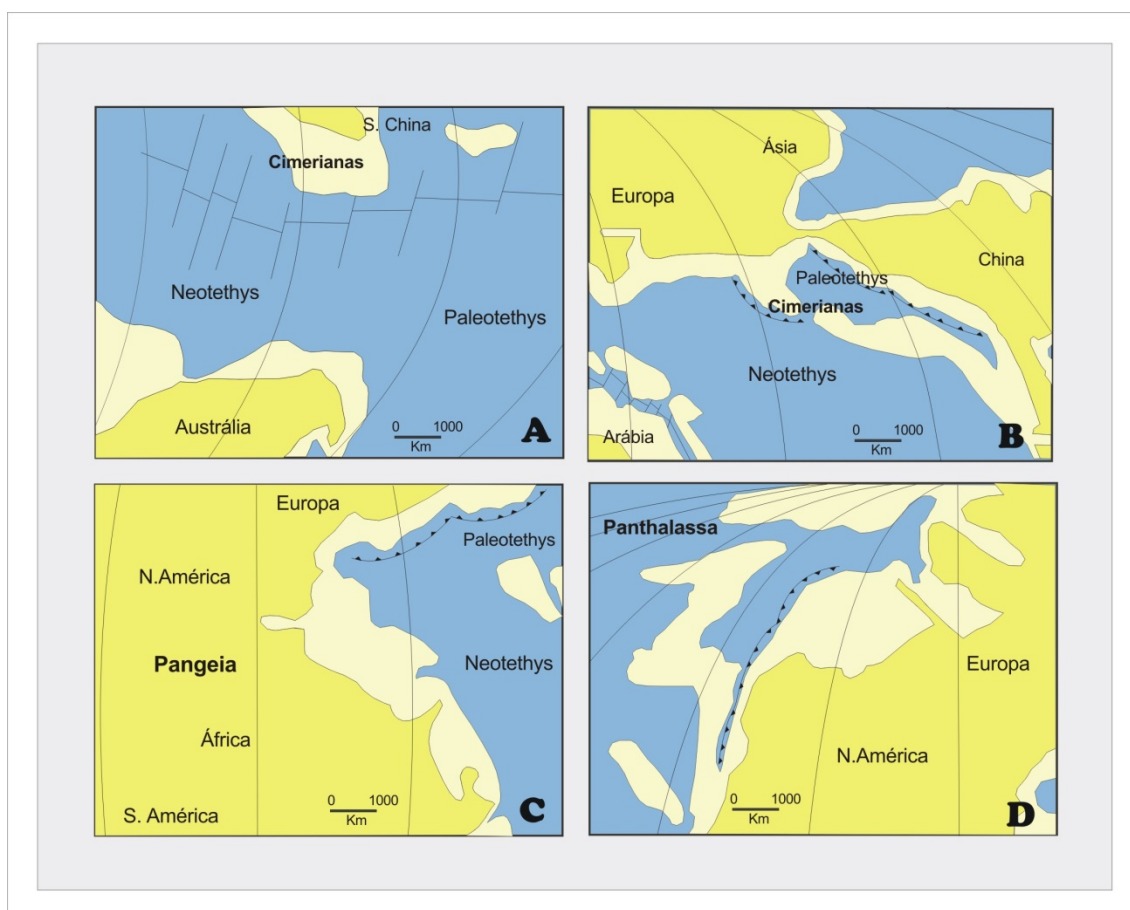 S. China
Cimerianas
Neotethys
Paleotethys
Austrália
0 1000
Km
A
Ásia
Europa
China
Paleotethys
Cimerianas
Neotethys
Arábia
0 1000
Km
B
Europa
Paleotethys
N.América
Pangeia
Neotethys
África
0 1000
Km
S. América
C
Panthalassa
Europa
N.América
0 1000
Km
D